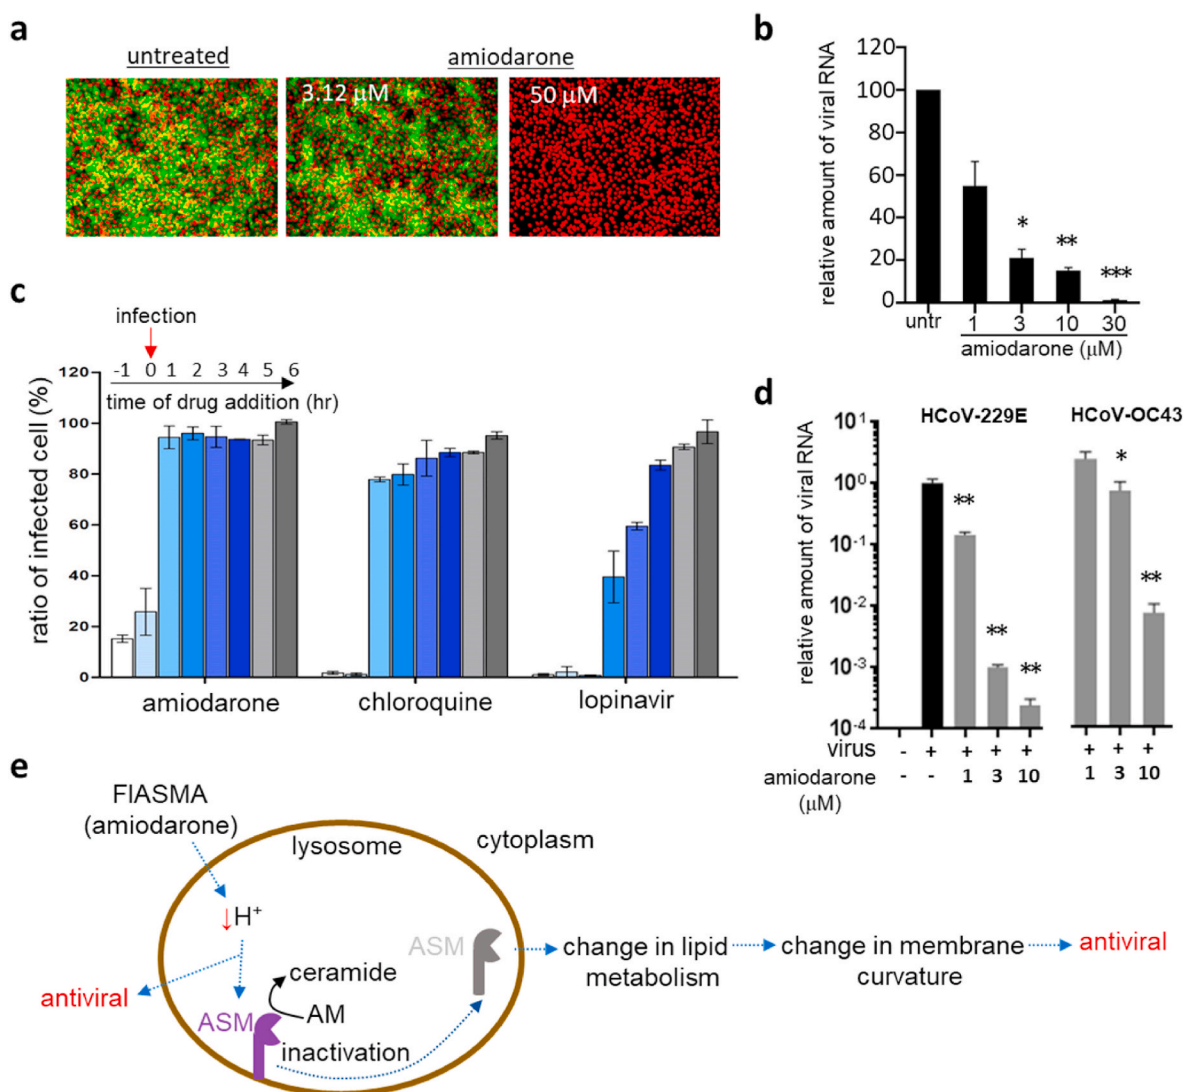 a
untreated
amiodarone
3.12 µM
50 µM
b
relative amount of viral RNA
120
100
80
60
40
20
0
*
**
***
untr 1 3 10 30
amiodarone (µM)
c
infection
-1 0 1 2 3 4 5 6
time of drug addition (hr)
ratio of infected cell (%)
120
100
80
60
40
20
0
amiodarone chloroquine lopinavir
d
HCoV-229E HCoV-OC43
relative amount of viral RNA
10¹
10⁰
10⁻¹
10⁻²
10⁻³
10⁻⁴
**
**
**
*
**
virus - + + + + + + +
amiodarone - - 1 3 10 1 3 10
(µM)
e
FIASMA
(amiodarone)
lysosome
cytoplasm
↓H⁺
antiviral
ceramide
ASM
AM
inactivation
ASM
change in lipid
metabolism
change in membrane
curvature
antiviral